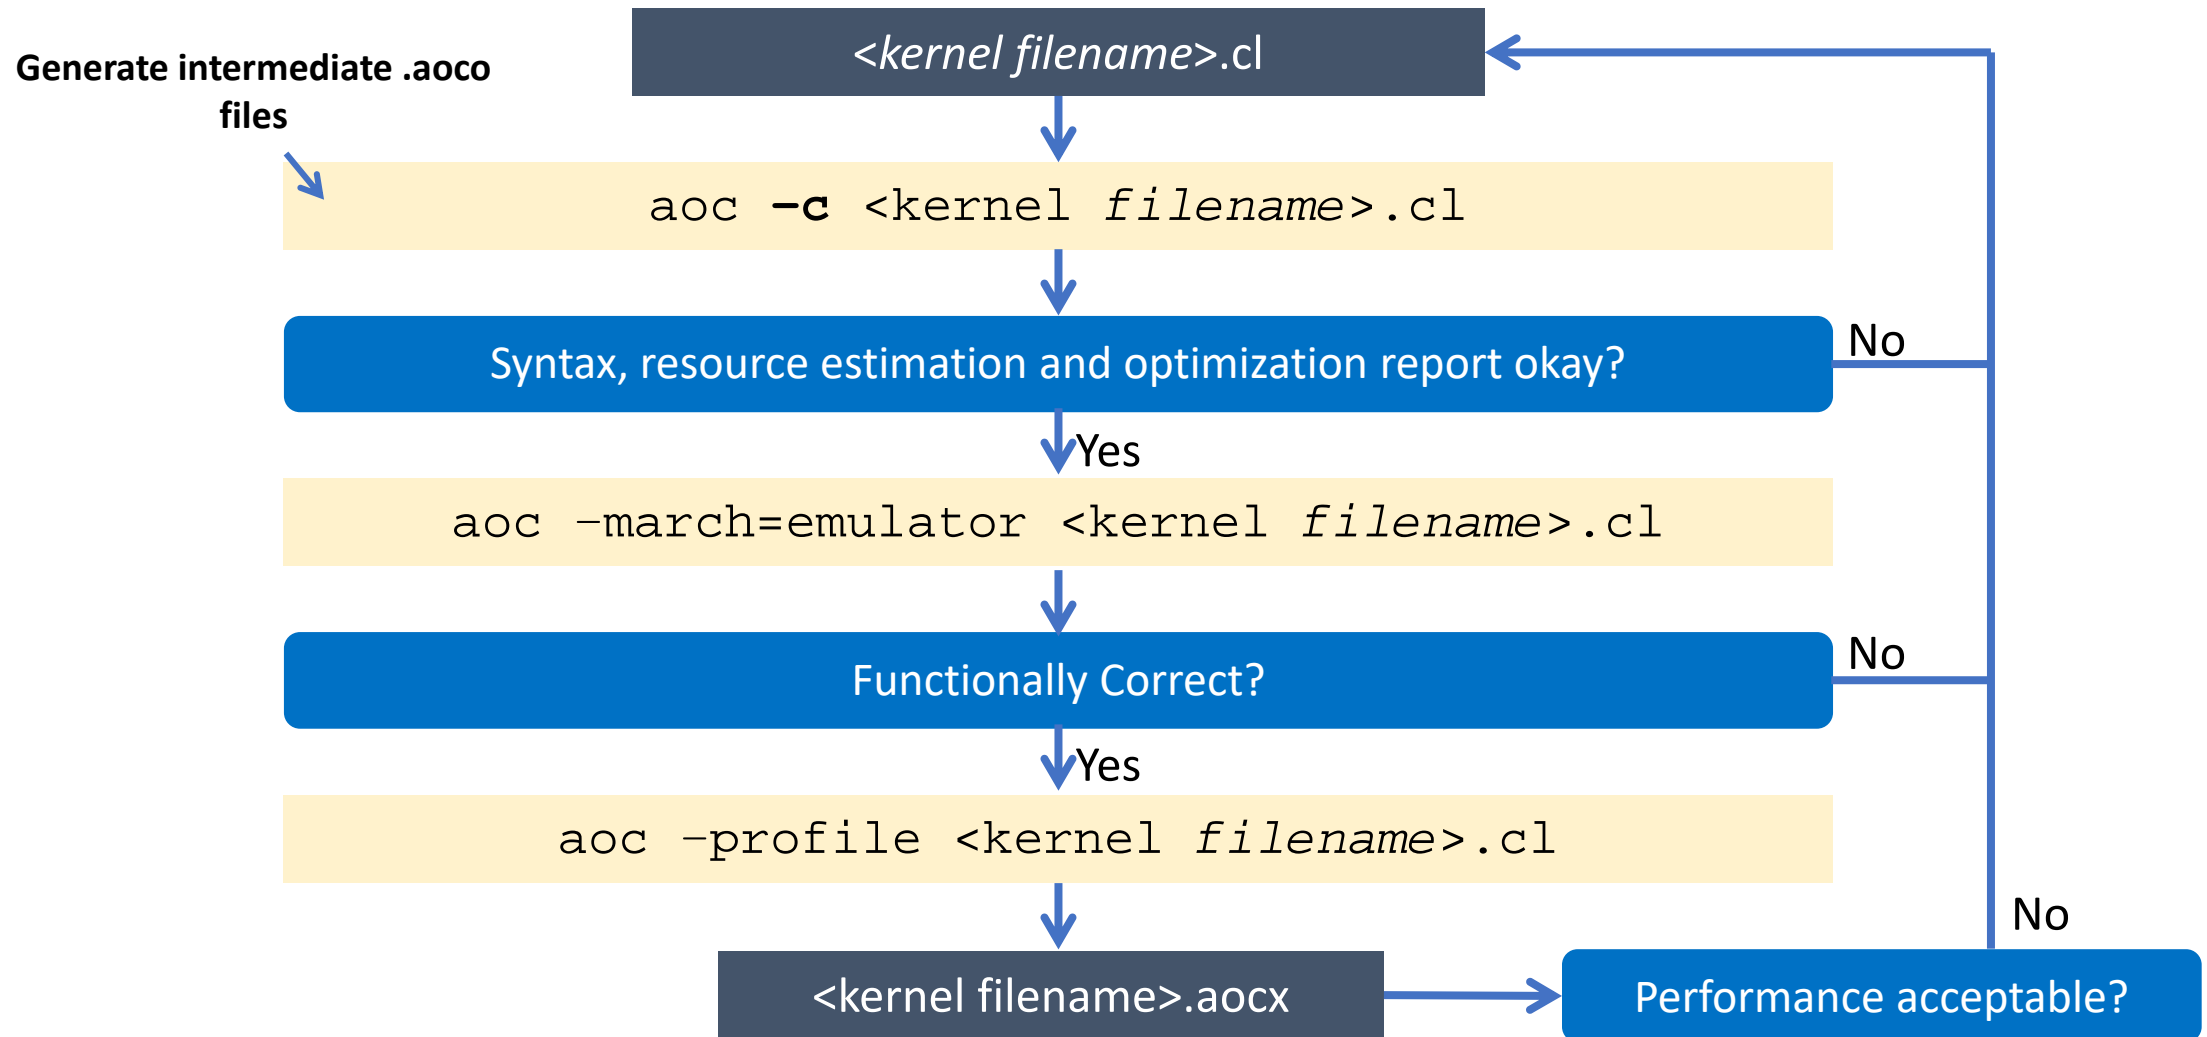 <kernel filename>.cl
Generate intermediate .aoco
files
aoc –c <kernel filename>.cl
Syntax, resource estimation and optimization report okay?
No
Yes
aoc –march=emulator <kernel filename>.cl
Functionally Correct?
No
Yes
aoc –profile <kernel filename>.cl
No
<kernel filename>.aocx
Performance acceptable?